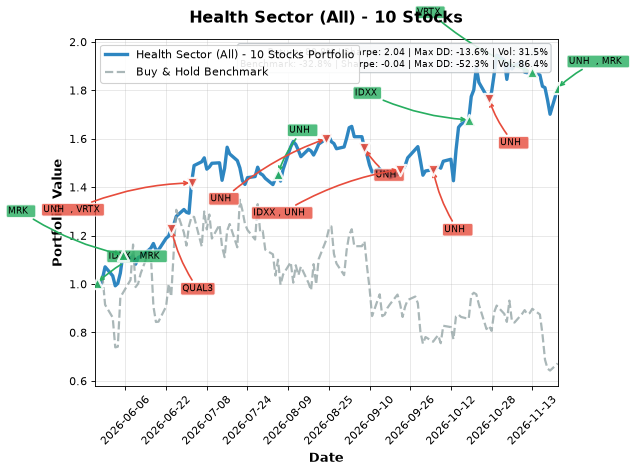 VRTX
Health Sector (All) - 10 Stocks
Health Sector (All) - 10 Stocks Portfolio
Buy & Hold Benchmark
rpe: 2.04 | Max DD: -13.6% | Vol: 31.5%
-0.04 | Max DD: -52.3% | Vol: 86.4%
UNH , MRK
IDXX
UNH
UNH
UNH
UNH
MRK
UNH , VRTX
IDXX , UNH
UNH
, MRK
QUAL3
2.0
1.8
1.6
1.4
1.2
1.0
0.8
0.6
Portfolio Value
2026-06-06
2026-06-22
2026-07-08
2026-07-24
2026-08-09
2026-08-25
2026-09-10
2026-09-26
2026-10-12
2026-10-28
2026-11-13
Date